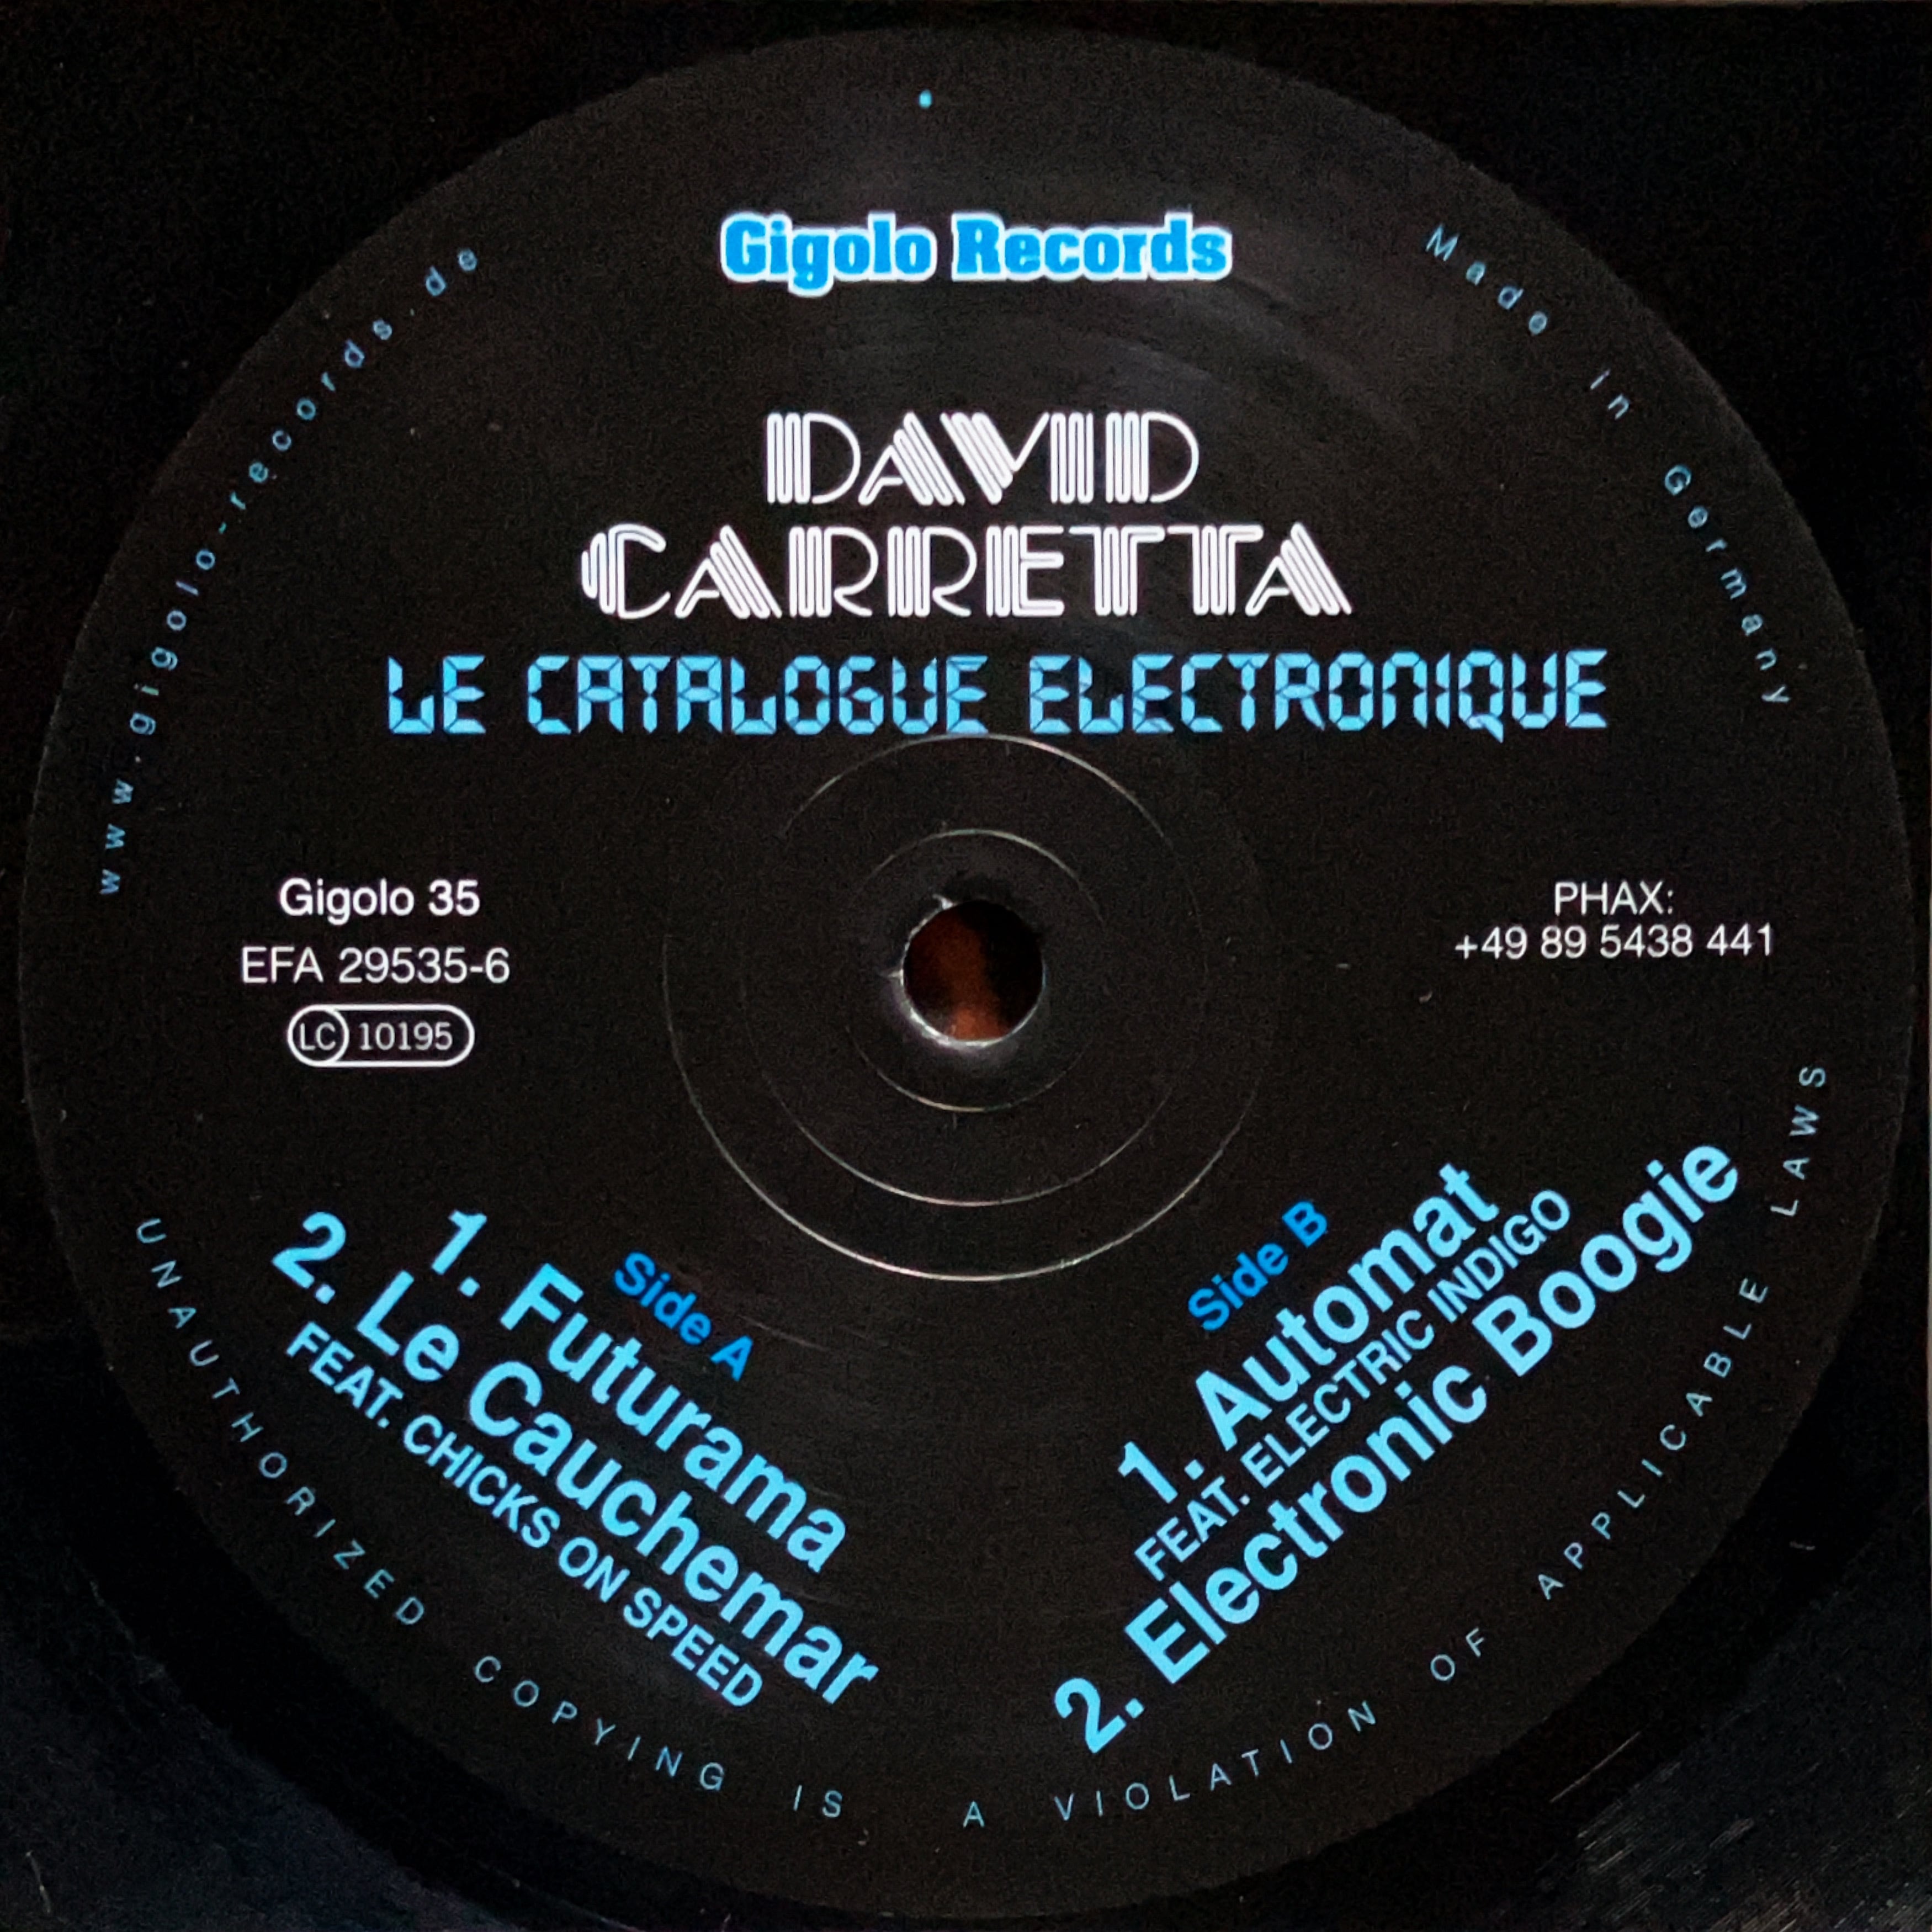 Gigolo Records
www.gigolo-records.de
Made in Germany
DAVID
CARRETTA
LE CATALOGUE ELECTRONIQUE
Gigolo 35
EFA 29535-6
LC 10195
PHAX:
+49 89 5438 441
Side A
1. Futurama
2. Le Cauchemar
FEAT. CHICKS ON SPEED
Side B
1. Automat
FEAT. ELECTRIC INDIGO
2. Electronic Boogie
UNAUTHORIZED COPYING IS A VIOLATION OF APPLICABLE LAWS